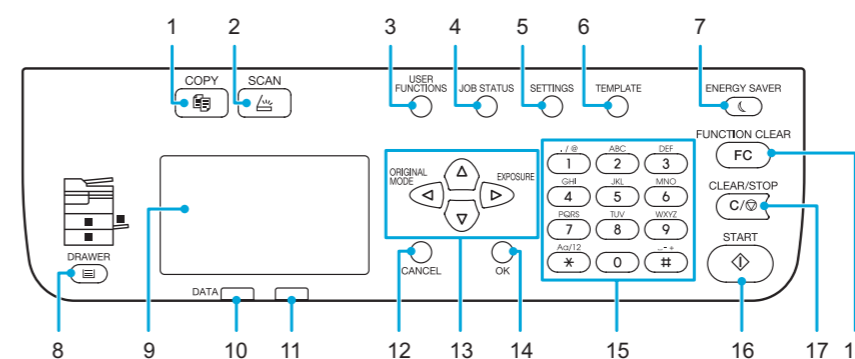 1 2 3 4 5 6 7
COPY SCAN
USER
FUNCTIONS JOB STATUS SETTINGS TEMPLATE ENERGY SAVER
FUNCTION CLEAR
FC
ORIGINAL
MODE
EXPOSURE
. / @ ABC DEF
1 2 3
GHI JKL MNO
4 5 6
PQRS TUV WXYZ
7 8 9
Aa/12 _ - +
* 0 #
CLEAR/STOP
C/
START
DRAWER
CANCEL OK
DATA
8 9 10 11 12 13 14 15 16 17 1